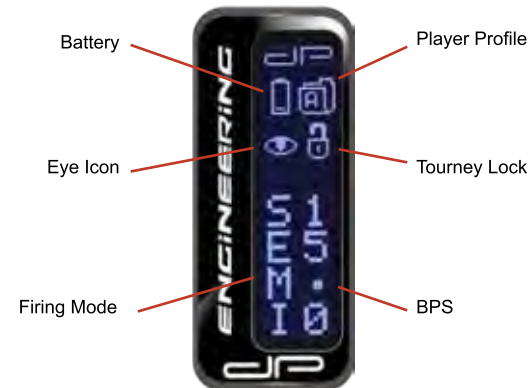 Battery
Player Profile
dp
A
Eye Icon
Tourney Lock
ENGINEERING
SEMI
15.0
Firing Mode
BPS
dp